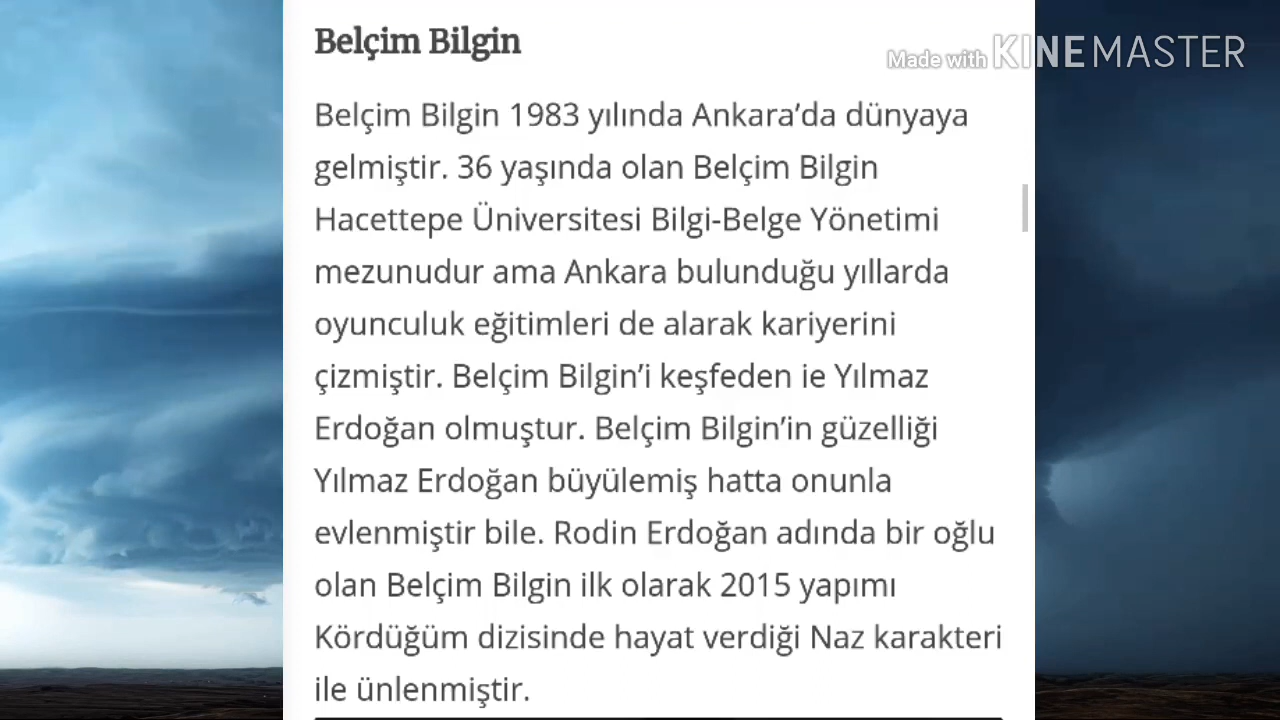 Belçim Bilgin
Made with KINEMASTER
Belçim Bilgin 1983 yılında Ankara’da dünyaya
gelmiştir. 36 yaşında olan Belçim Bilgin
Hacettepe Üniversitesi Bilgi-Belge Yönetimi
mezunudur ama Ankara bulunduğu yıllarda
oyunculuk eğitimleri de alarak kariyerini
çizmiştir. Belçim Bilgin’i keşfeden ie Yılmaz
Erdoğan olmuştur. Belçim Bilgin’in güzelliği
Yılmaz Erdoğan büyülemiş hatta onunla
evlenmiştir bile. Rodin Erdoğan adında bir oğlu
olan Belçim Bilgin ilk olarak 2015 yapımı
Kördüğüm dizisinde hayat verdiği Naz karakteri
ile ünlenmiştir.